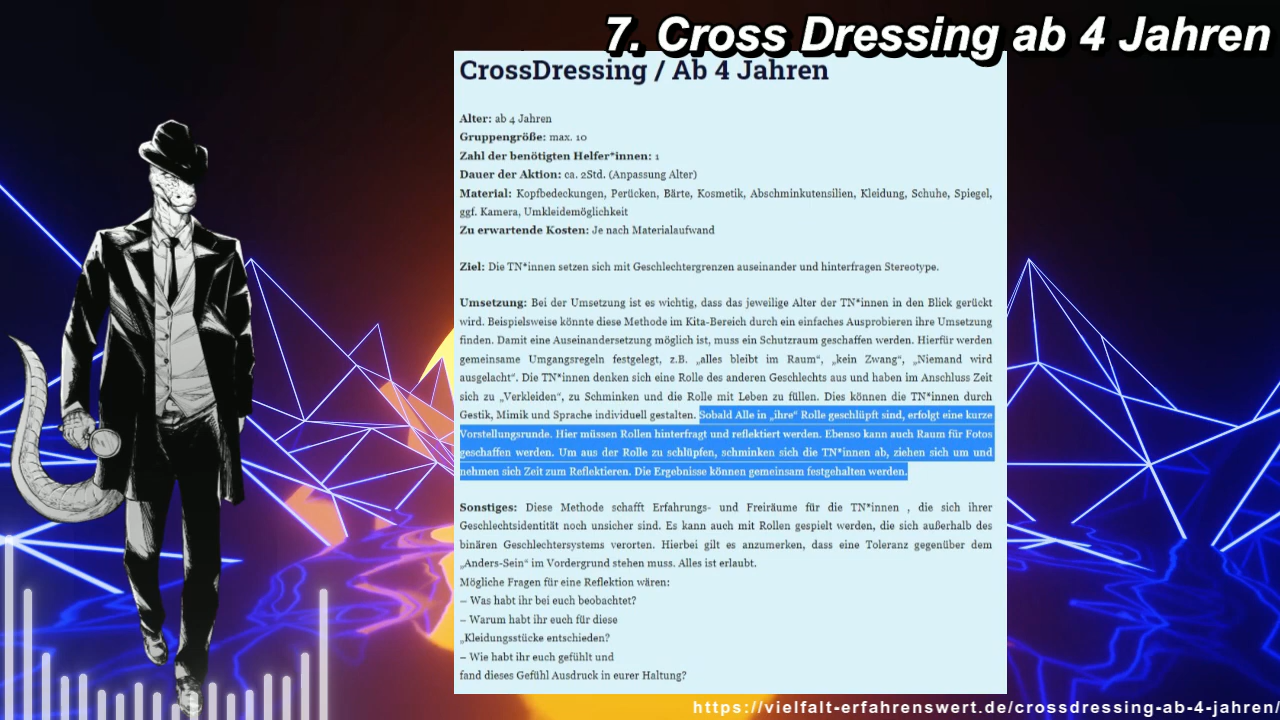 7. Cross Dressing ab 4 Jahren
CrossDressing / Ab 4 Jahren
Alter: ab 4 Jahren
Gruppengröße: max. 10
Zahl der benötigten Helfer*innen: 1
Dauer der Aktion: ca. 2Std. (Anpassung Alter)
Material: Kopfbedeckungen, Perücken, Bärte, Kosmetik, Abschminkutensilien, Kleidung, Schuhe, Spiegel,
ggf. Kamera, Umkleidemöglichkeit
Zu erwartende Kosten: Je nach Materialaufwand
Ziel: Die TN*innen setzen sich mit Geschlechtergrenzen auseinander und hinterfragen Stereotype.
Umsetzung: Bei der Umsetzung ist es wichtig, dass das jeweilige Alter der TN*innen in den Blick gerückt
wird. Beispielsweise könnte diese Methode im Kita-Bereich durch ein einfaches Ausprobieren ihre Umsetzung
finden. Damit eine Auseinandersetzung möglich ist, muss ein Schutzraum geschaffen werden. Hierfür werden
gemeinsame Umgangsregeln festgelegt, z.B. „alles bleibt im Raum“, „kein Zwang“, „Niemand wird
ausgelacht“. Die TN*innen denken sich eine Rolle des anderen Geschlechts aus und haben im Anschluss Zeit
sich zu „Verkleiden“, zu Schminken und die Rolle mit Leben zu füllen. Dies können die TN*innen durch
Gestik, Mimik und Sprache individuell gestalten. Sobald Alle in „ihre“ Rolle geschlüpft sind, erfolgt eine kurze
Vorstellungsrunde. Hier müssen Rollen hinterfragt und reflektiert werden. Ebenso kann auch Raum für Fotos
geschaffen werden. Um aus der Rolle zu schlüpfen, schminken sich die TN*innen ab, ziehen sich um und
nehmen sich Zeit zum Reflektieren. Die Ergebnisse können gemeinsam festgehalten werden.
Sonstiges: Diese Methode schafft Erfahrungs- und Freiräume für die TN*innen , die sich ihrer
Geschlechtsidentität noch unsicher sind. Es kann auch mit Rollen gespielt werden, die sich außerhalb des
binären Geschlechtersystems verorten. Hierbei gilt es anzumerken, dass eine Toleranz gegenüber dem
„Anders-Sein“ im Vordergrund stehen muss. Alles ist erlaubt.
Mögliche Fragen für eine Reflektion wären:
– Was habt ihr bei euch beobachtet?
– Warum habt ihr euch für diese
„Kleidungsstücke entschieden?
– Wie habt ihr euch gefühlt und
fand dieses Gefühl Ausdruck in eurer Haltung?
https://vielfalt-erfahrenswert.de/crossdressing-ab-4-jahren/